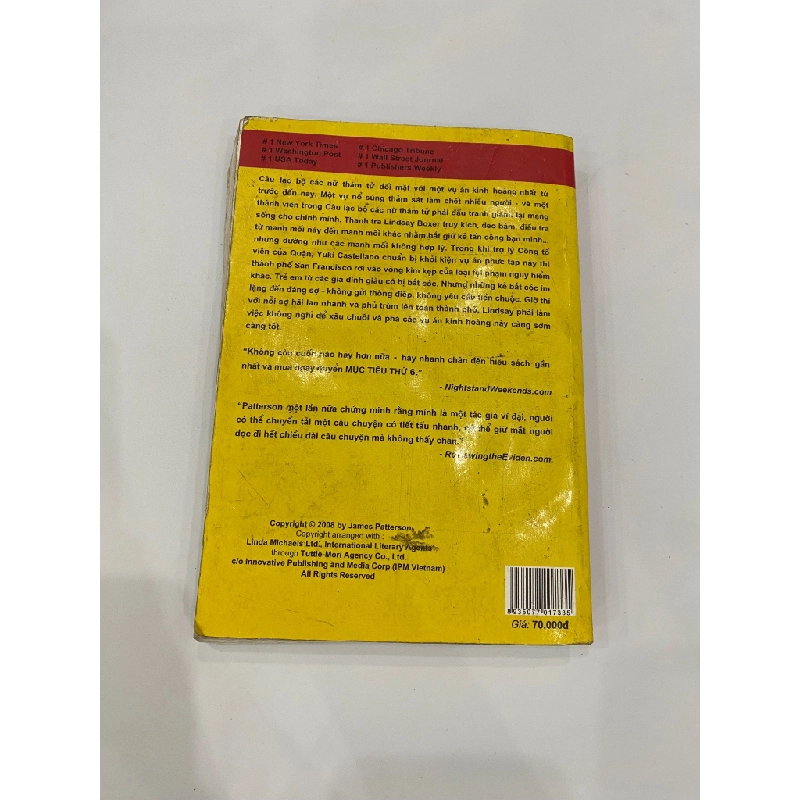 # 1 New York Times
# 1 Washington Post
# 1 USA Today
# 1 Chicago Tribune
# 1 Wall Street Journal
# 1 Publishers Weekly
Câu lạc bộ các nữ thám tử đối mặt với một vụ án kinh hoàng nhất từ
trước đến nay. Một vụ nổ súng thảm sát làm chết nhiều người - và một
thành viên trong Câu lạc bộ các nữ thám tử phải đấu tranh giành lại mạng
sống cho chính mình. Thanh tra Lindsay Boxer truy kích, dọc bấm, điều tra
từ manh mối này đến manh mối khác nhằm bắt giữ kẻ tấn công bạn mình...
nhưng dường như các manh mối không hợp lý. Trong khi trợ lý Công tố
viên của Quận, Yuki Castellano chuẩn bị khởi kiện vụ án phức tạp này thì
thành phố San Francisco rơi vào vòng kìm kẹp của loại tội phạm nguy hiểm
khác. Trẻ em từ các gia đình giàu có bị bắt cóc. Nhưng những kẻ bắt cóc im
lặng đến đáng sợ - không gửi thông điệp, không yêu cầu tiền chuộc. Giờ thì
với nỗi sợ hãi lan nhanh và phủ trùm lên toàn thành phố, Lindsay phải làm
việc không nghỉ để xâu chuỗi và phá các vụ án kinh hoàng này càng sớm
càng tốt.
"Không còn cuốn nào hay hơn nữa - hãy nhanh chân đến hiệu sách gần
nhất và mua ngay quyển MỤC TIÊU THỨ 6."
- NightstandWeekends.com
"Patterson một lần nữa chứng minh rằng mình là một tác giả vĩ đại, người
có thể chuyển tải một câu chuyện có tiết tấu nhanh, có thể giữ mắt người
đọc đi hết chiều dài câu chuyện mà không thấy chán."
- ReviewingtheEviden.com
Copyright © 2008 by James Patterson.
Copyright arranged with :
Linda Michaels Ltd., International Literary Agents
through Tuttle-Mori Agency Co., Ltd.
c/o Innovative Publishing and Media Corp (IPM Vietnam)
All Rights Reserved
8935077017335
Giá: 70.000đ